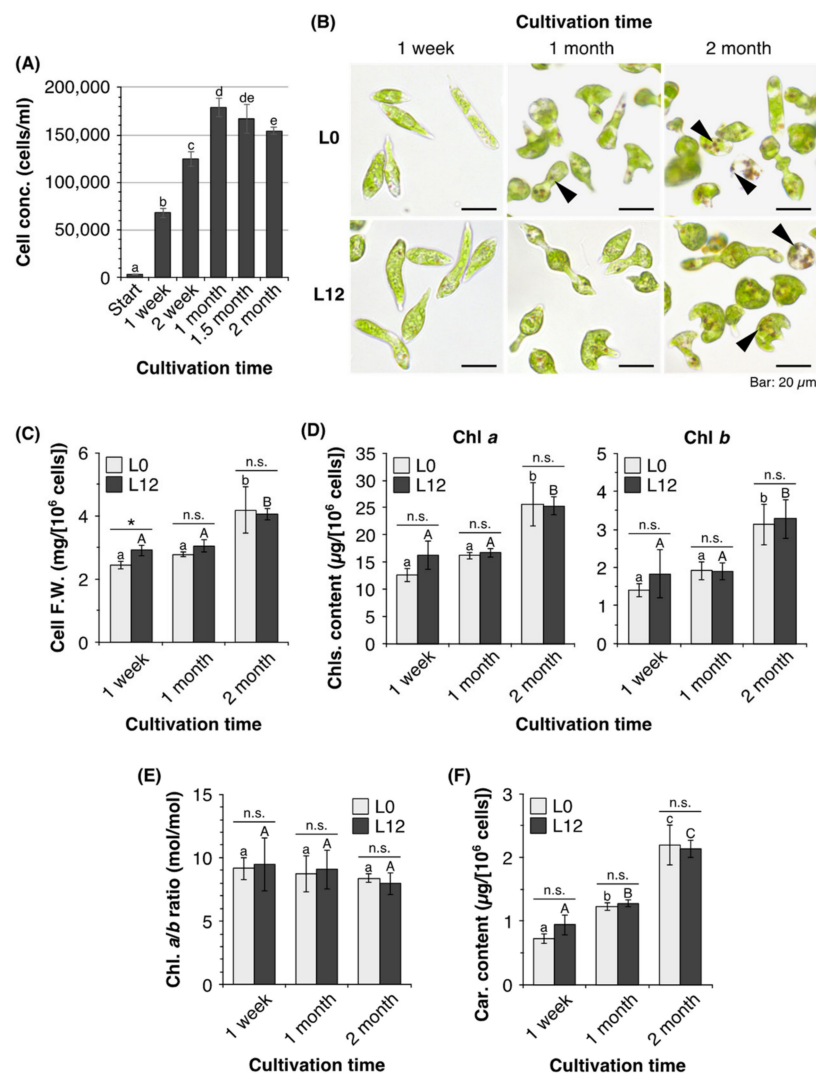 (A)
Cell conc. (cells/ml)
200,000
150,000
100,000
50,000
0
a
b
c
d
de
e
Start
1 week
2 week
1 month
1.5 month
2 month
Cultivation time
(B)
Cultivation time
1 week
1 month
2 month
L0
L12
Bar: 20 µm
(C)
Cell F.W. (mg/[10⁶ cells])
6
4
2
0
L0
L12
*
n.s.
n.s.
a
A
a
A
b
B
1 week
1 month
2 month
Cultivation time
(D)
Chls. content (µg/[10⁶ cells])
Chl a
35
30
25
20
15
10
5
0
L0
L12
n.s.
n.s.
n.s.
a
A
a
A
b
B
1 week
1 month
2 month
Chl b
5
4
3
2
1
0
L0
L12
n.s.
n.s.
n.s.
a
A
a
A
b
B
1 week
1 month
2 month
Cultivation time
(E)
Chl. a/b ratio (mol/mol)
15
10
5
0
L0
L12
n.s.
n.s.
n.s.
a
A
a
A
a
A
1 week
1 month
2 month
Cultivation time
(F)
Car. content (µg/[10⁶ cells])
3
2
1
0
L0
L12
n.s.
n.s.
n.s.
a
A
b
B
c
C
1 week
1 month
2 month
Cultivation time